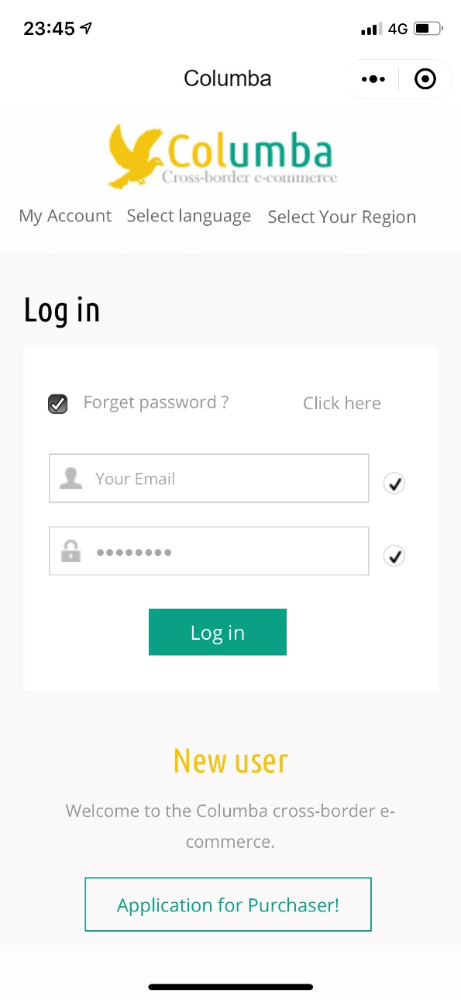 23:45
4G
Columba
Columba
Cross-border e-commerce
My Account Select language Select Your Region
Log in
Forget password ? Click here
Your Email
••••••••
Log in
New user
Welcome to the Columba cross-border e-
commerce.
Application for Purchaser!